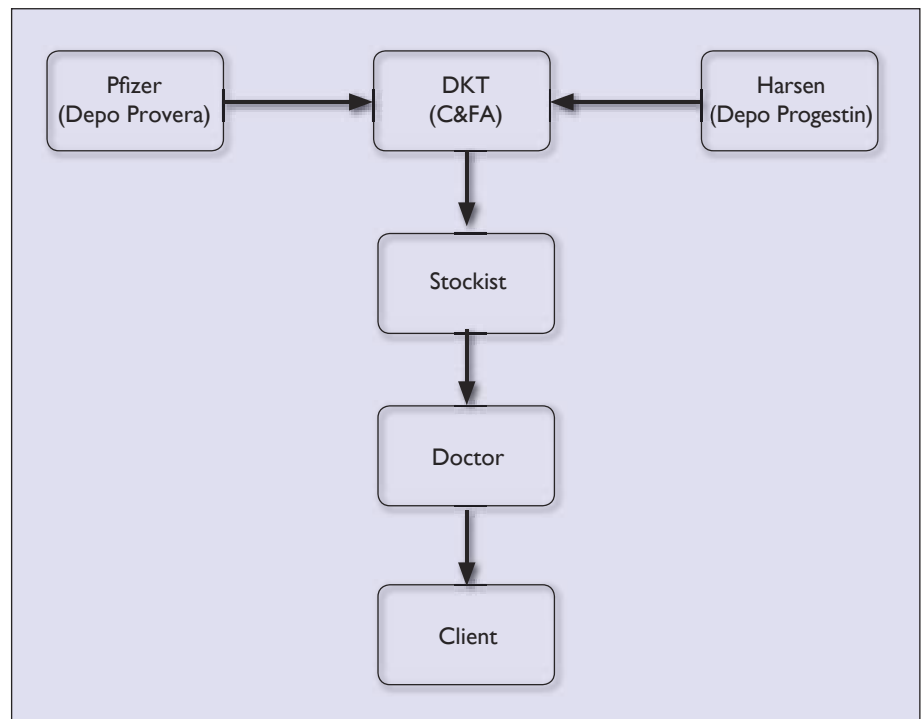 Pfizer
(Depo Provera)
DKT
(C&FA)
Harsen
(Depo Progestin)
Stockist
Doctor
Client